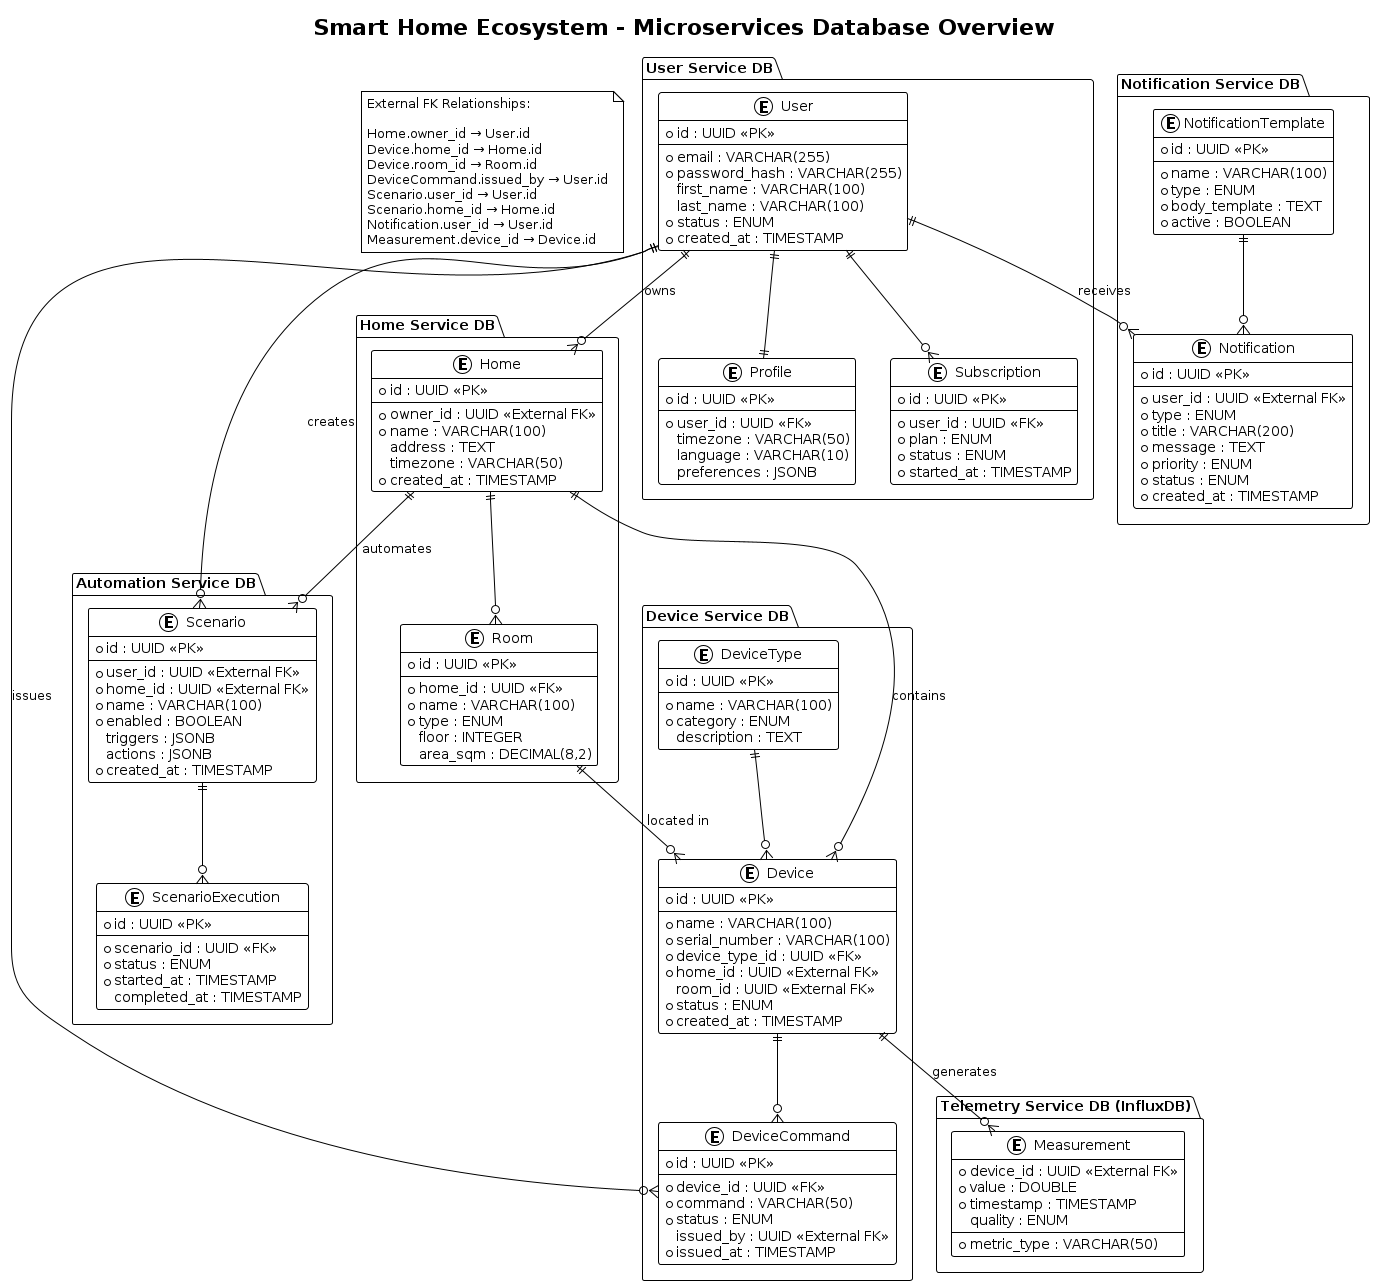 Smart Home Ecosystem - Microservices Database Overview
External FK Relationships:
Home.owner_id → User.id
Device.home_id → Home.id
Device.room_id → Room.id
DeviceCommand.issued_by → User.id
Scenario.user_id → User.id
Scenario.home_id → Home.id
Notification.user_id → User.id
Measurement.device_id → Device.id
User Service DB
E User
id : UUID «PK»
email : VARCHAR(255)
password_hash : VARCHAR(255)
first_name : VARCHAR(100)
last_name : VARCHAR(100)
status : ENUM
created_at : TIMESTAMP
Notification Service DB
E NotificationTemplate
id : UUID «PK»
name : VARCHAR(100)
type : ENUM
body_template : TEXT
active : BOOLEAN
owns
receives
Home Service DB
E Home
id : UUID «PK»
owner_id : UUID «External FK»
name : VARCHAR(100)
address : TEXT
timezone : VARCHAR(50)
created_at : TIMESTAMP
E Profile
id : UUID «PK»
user_id : UUID «FK»
timezone : VARCHAR(50)
language : VARCHAR(10)
preferences : JSONB
E Subscription
id : UUID «PK»
user_id : UUID «FK»
plan : ENUM
status : ENUM
started_at : TIMESTAMP
E Notification
id : UUID «PK»
user_id : UUID «External FK»
type : ENUM
title : VARCHAR(200)
message : TEXT
priority : ENUM
status : ENUM
created_at : TIMESTAMP
creates
automates
Automation Service DB
E Scenario
id : UUID «PK»
user_id : UUID «External FK»
home_id : UUID «External FK»
name : VARCHAR(100)
enabled : BOOLEAN
triggers : JSONB
actions : JSONB
created_at : TIMESTAMP
E Room
id : UUID «PK»
home_id : UUID «FK»
name : VARCHAR(100)
type : ENUM
floor : INTEGER
area_sqm : DECIMAL(8,2)
Device Service DB
E DeviceType
id : UUID «PK»
name : VARCHAR(100)
category : ENUM
description : TEXT
issues
contains
located in
E ScenarioExecution
id : UUID «PK»
scenario_id : UUID «FK»
status : ENUM
started_at : TIMESTAMP
completed_at : TIMESTAMP
E Device
id : UUID «PK»
name : VARCHAR(100)
serial_number : VARCHAR(100)
device_type_id : UUID «FK»
home_id : UUID «External FK»
room_id : UUID «External FK»
status : ENUM
created_at : TIMESTAMP
generates
E DeviceCommand
id : UUID «PK»
device_id : UUID «FK»
command : VARCHAR(50)
status : ENUM
issued_by : UUID «External FK»
issued_at : TIMESTAMP
Telemetry Service DB (InfluxDB)
E Measurement
device_id : UUID «External FK»
value : DOUBLE
timestamp : TIMESTAMP
quality : ENUM
metric_type : VARCHAR(50)